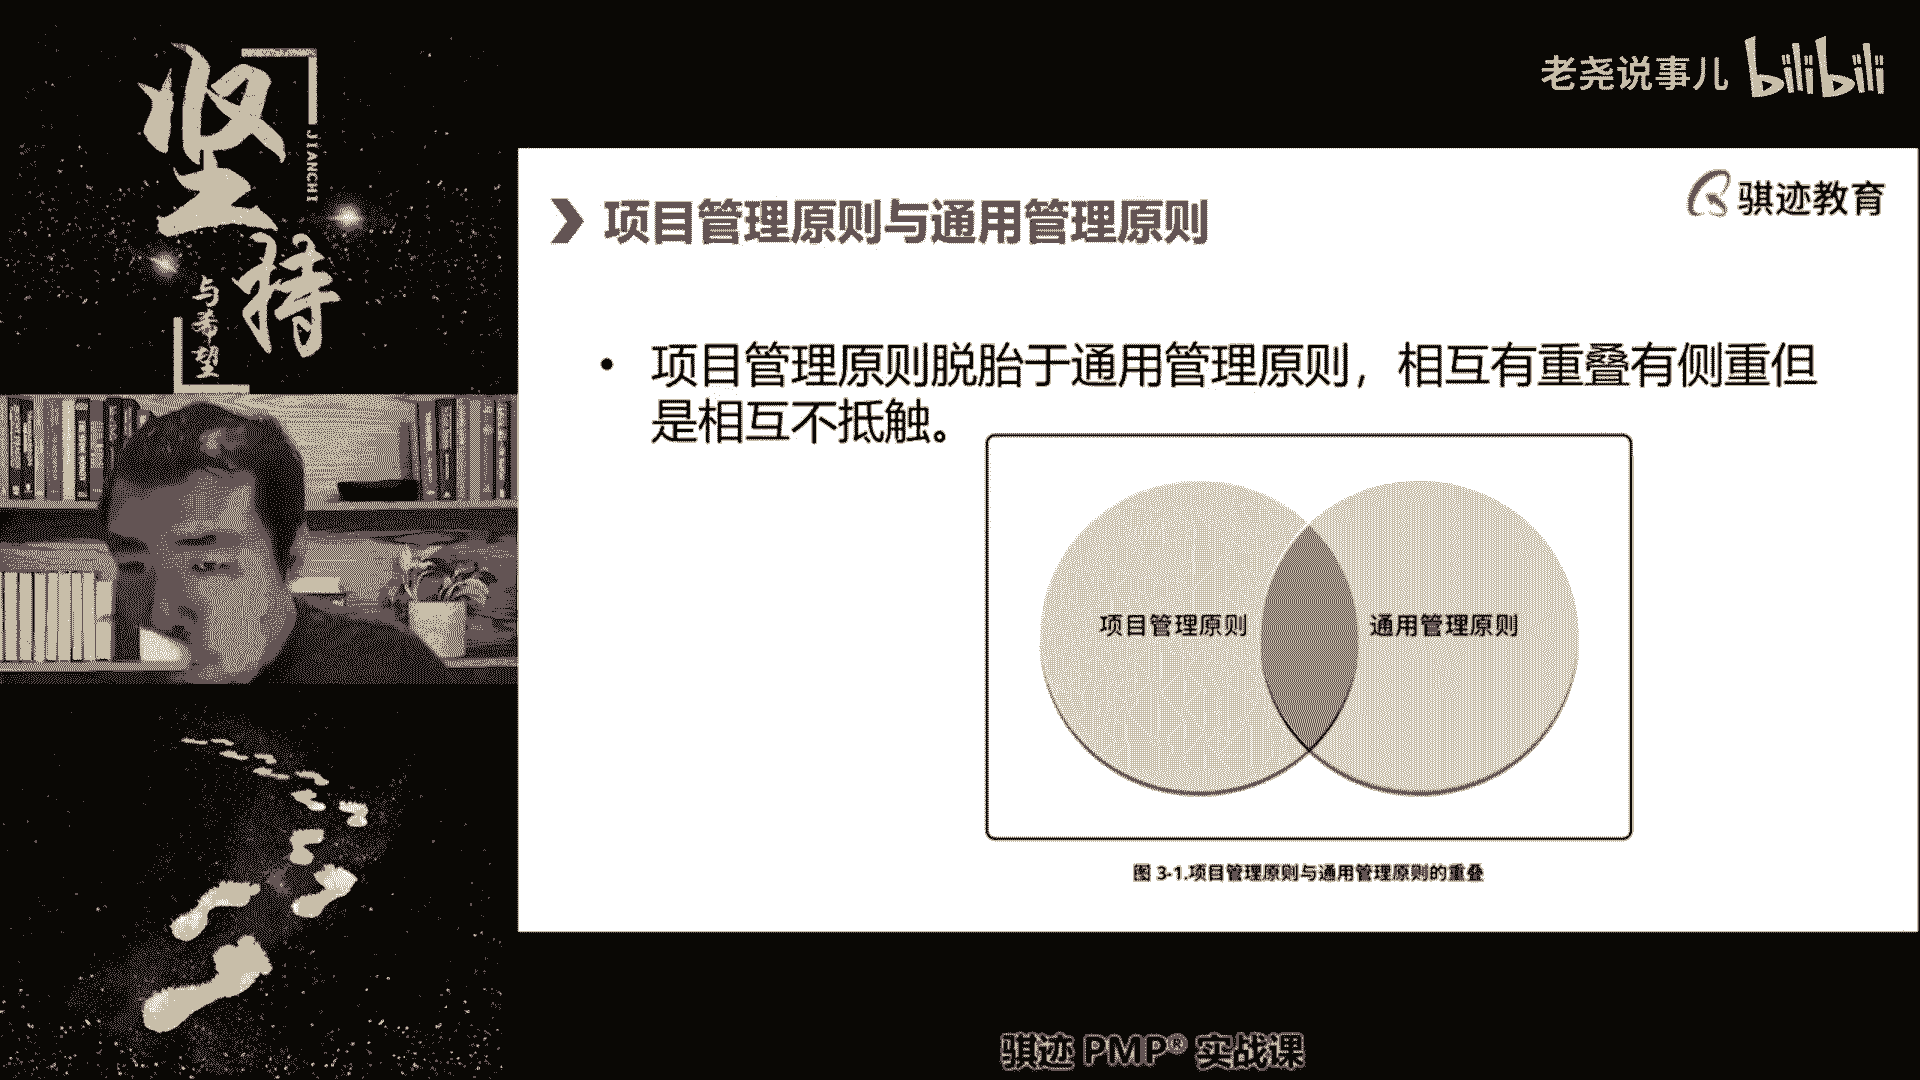 坚持
JIANCHI
与希望
老尧说事儿 bilibili
骐迹教育
项目管理原则与通用管理原则
• 项目管理原则脱胎于通用管理原则，相互有重叠有侧重但
是相互不抵触。
项目管理原则
通用管理原则
图 3-1.项目管理原则与通用管理原则的重叠
骐迹 PMP® 实战课